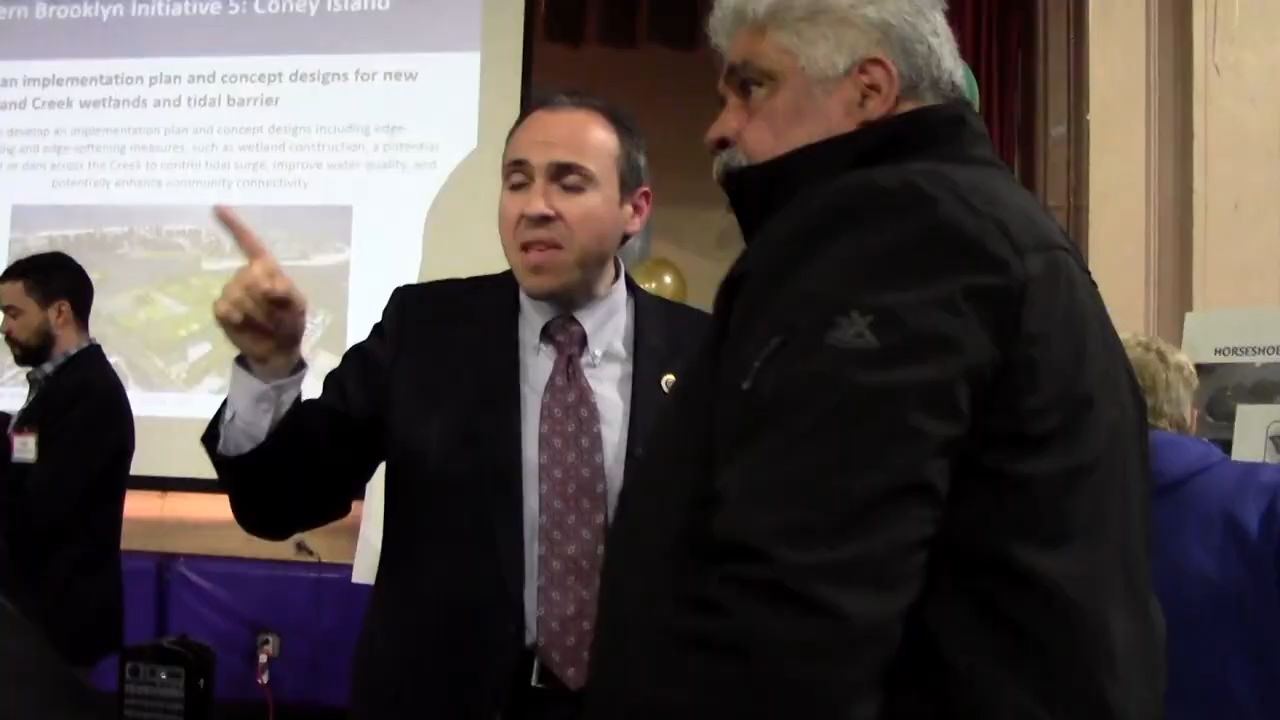 ern Brooklyn Initiative 5: Coney Island
an implementation plan and concept designs for new
and Creek wetlands and tidal barrier
develop an implementation plan and concept designs including edge-
ing and edge-softening measures, such as wetland construction, a potential
or dam across the Creek to control tidal surge, improve water quality, and
potentially enhance community connectivity
HORSESHOE